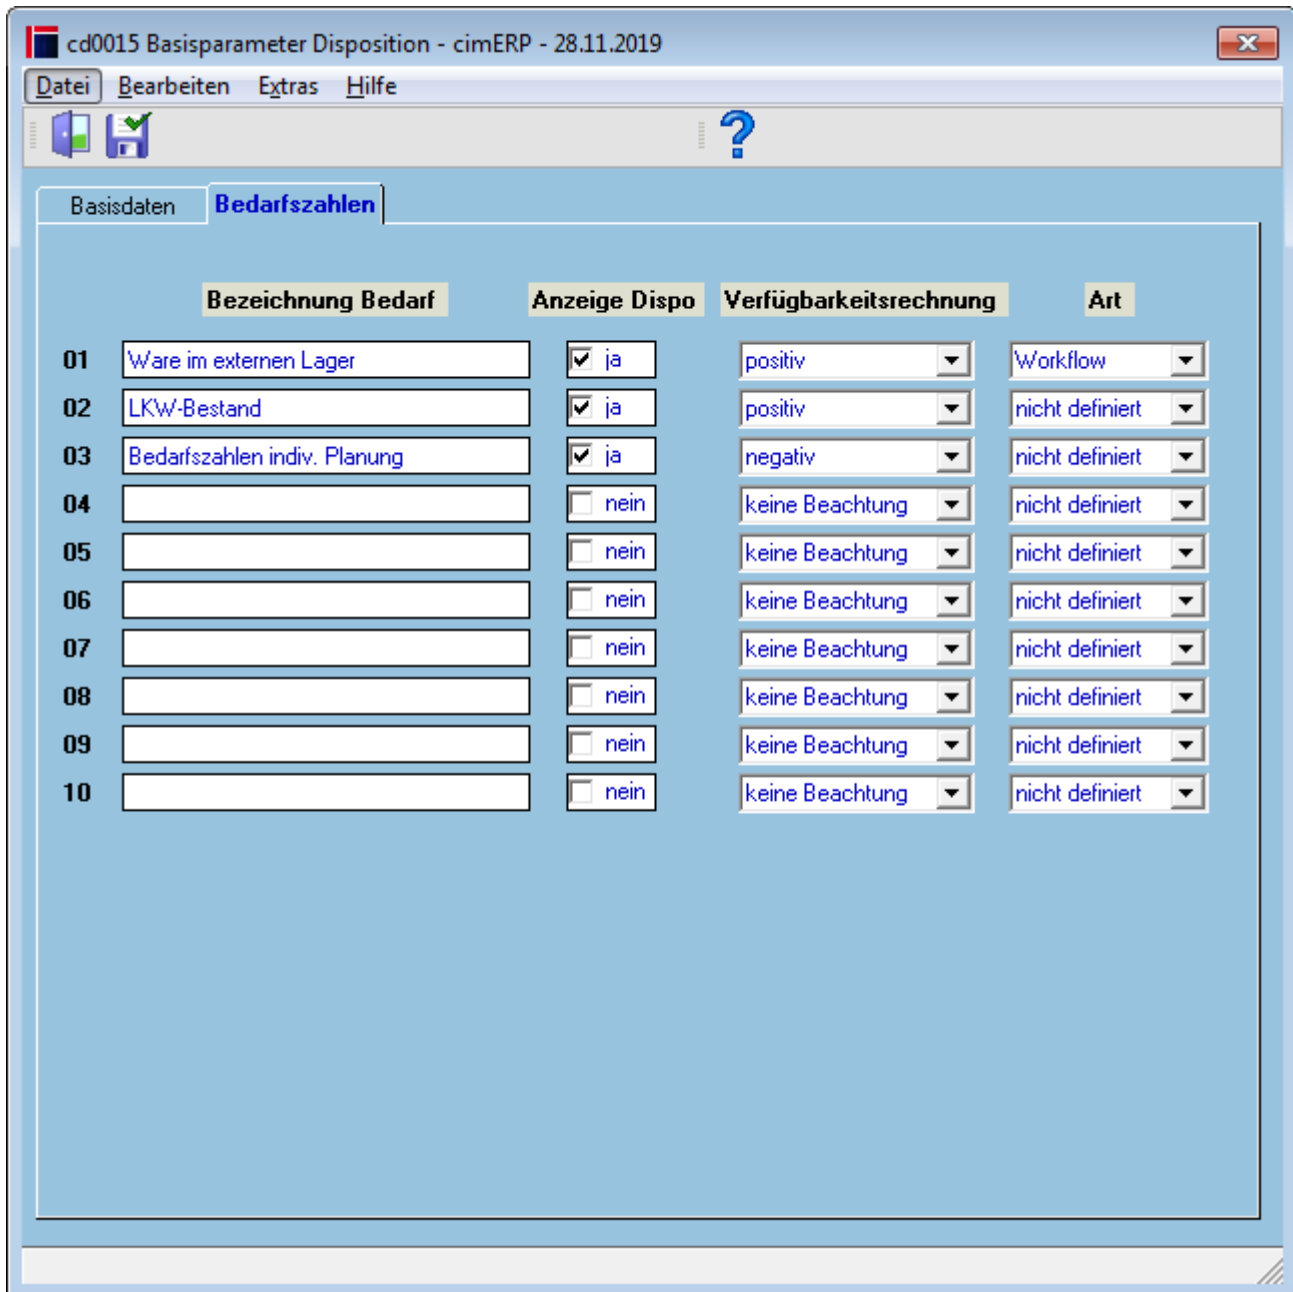 cd0015 Basisparameter Disposition - cimERP - 28.11.2019
Datei Bearbeiten Extras Hilfe
Basisdaten Bedarfszahlen
Bezeichnung Bedarf Anzeige Dispo Verfügbarkeitsrechnung Art
01 Ware im externen Lager ja positiv Workflow
02 LKW-Bestand ja positiv nicht definiert
03 Bedarfszahlen indiv. Planung ja negativ nicht definiert
04 nein keine Beachtung nicht definiert
05 nein keine Beachtung nicht definiert
06 nein keine Beachtung nicht definiert
07 nein keine Beachtung nicht definiert
08 nein keine Beachtung nicht definiert
09 nein keine Beachtung nicht definiert
10 nein keine Beachtung nicht definiert